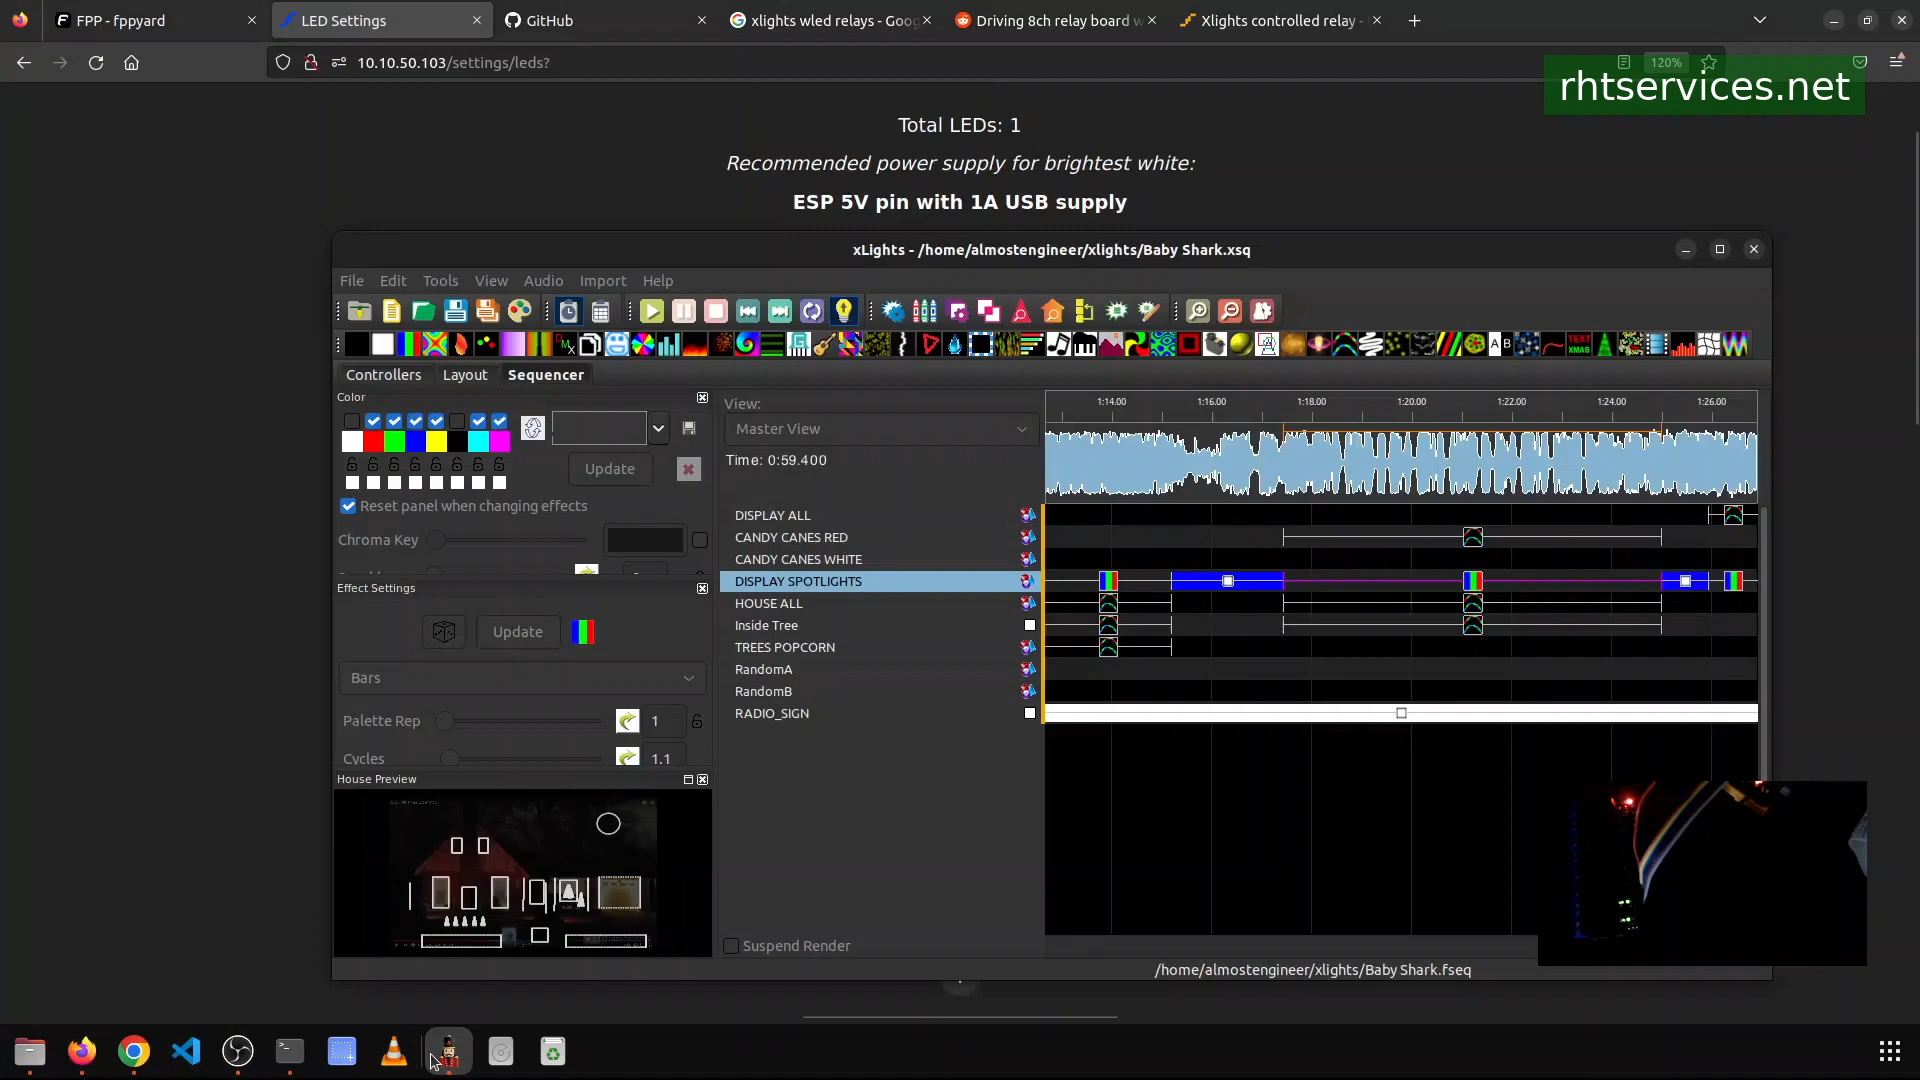 FPP - fppyard
LED Settings
GitHub
xlights wled relays - Goog
Driving 8ch relay board w
Xlights controlled relay -
10.10.50.103/settings/leds?
120%
rhtservices.net
Total LEDs: 1
Recommended power supply for brightest white:
ESP 5V pin with 1A USB supply
xLights - /home/almostengineer/xlights/Baby Shark.xsq
File Edit Tools View Audio Import Help
Controllers Layout Sequencer
Color
Update
Reset panel when changing effects
Chroma Key
Effect Settings
Update
Bars
Palette Rep 1
Cycles 1.1
House Preview
View:
Master View
Time: 0:59.400
1:14.00 1:16.00 1:18.00 1:20.00 1:22.00 1:24.00 1:26.00
DISPLAY ALL
CANDY CANES RED
CANDY CANES WHITE
DISPLAY SPOTLIGHTS
HOUSE ALL
Inside Tree
TREES POPCORN
RandomA
RandomB
RADIO_SIGN
Suspend Render
/home/almostengineer/xlights/Baby Shark.fseq